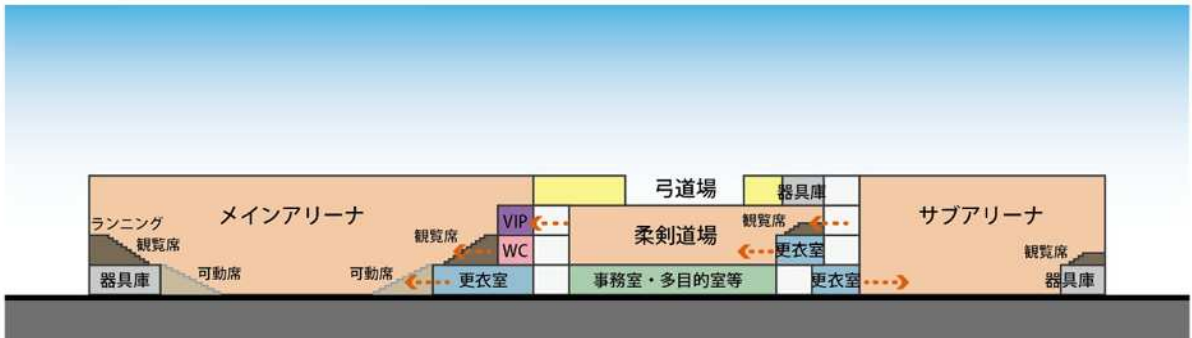 弓道場
器具庫
メインアリーナ
サブアリーナ
ランニング
VIP
観覧席
柔剣道場
観覧席
観覧席
WC
更衣室
観覧席
器具庫
可動席
可動席
更衣室
事務室・多目的室等
更衣室
器具庫